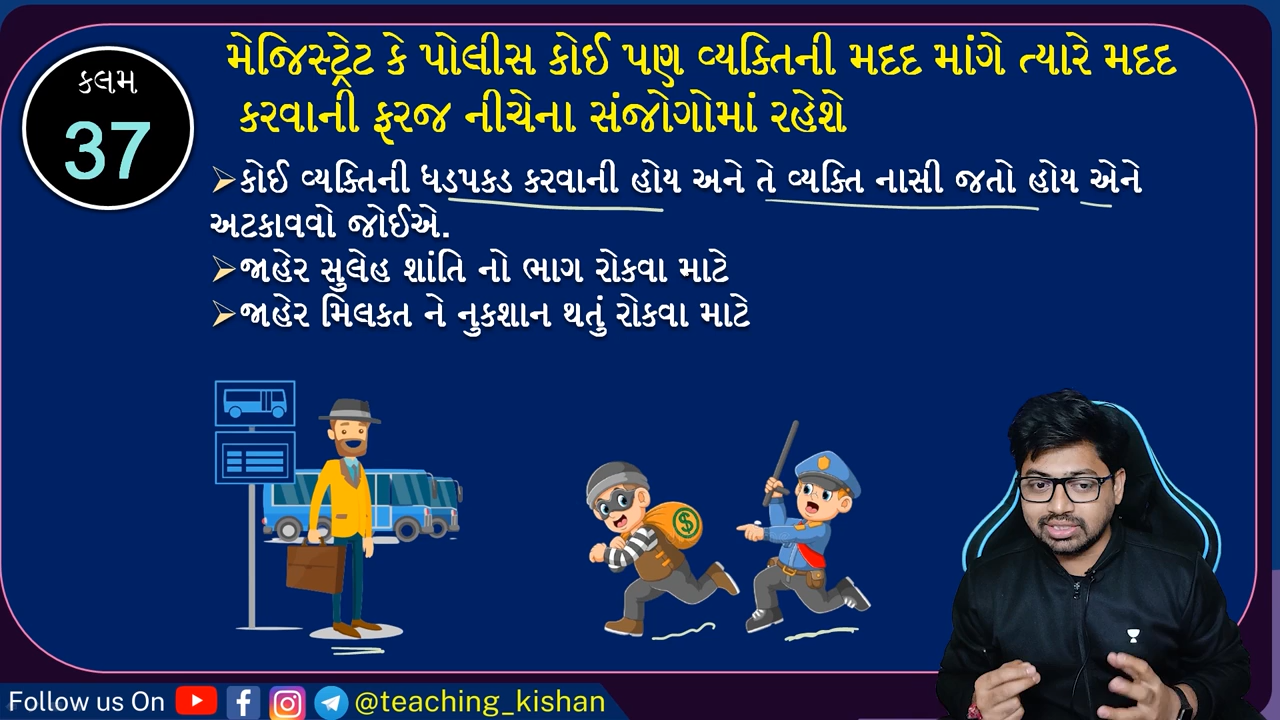 કલમ
37
મેજિસ્ટ્રેટ કે પોલીસ કોઈ પણ વ્યક્તિની મદદ માંગે ત્યારે મદદ
કરવાની ફરજ નીચેના સંજોગોમાં રહેશે
➢કોઈ વ્યક્તિની ધડપકડ કરવાની હોય અને તે વ્યક્તિ નાસી જતો હોય એને
અટકાવવો જોઈએ.
➢જાહેર સુલેહ શાંતિ નો ભાગ રોકવા માટે
➢જાહેર મિલકત ને નુકશાન થતું રોકવા માટે
$
Follow us On @teaching_kishan